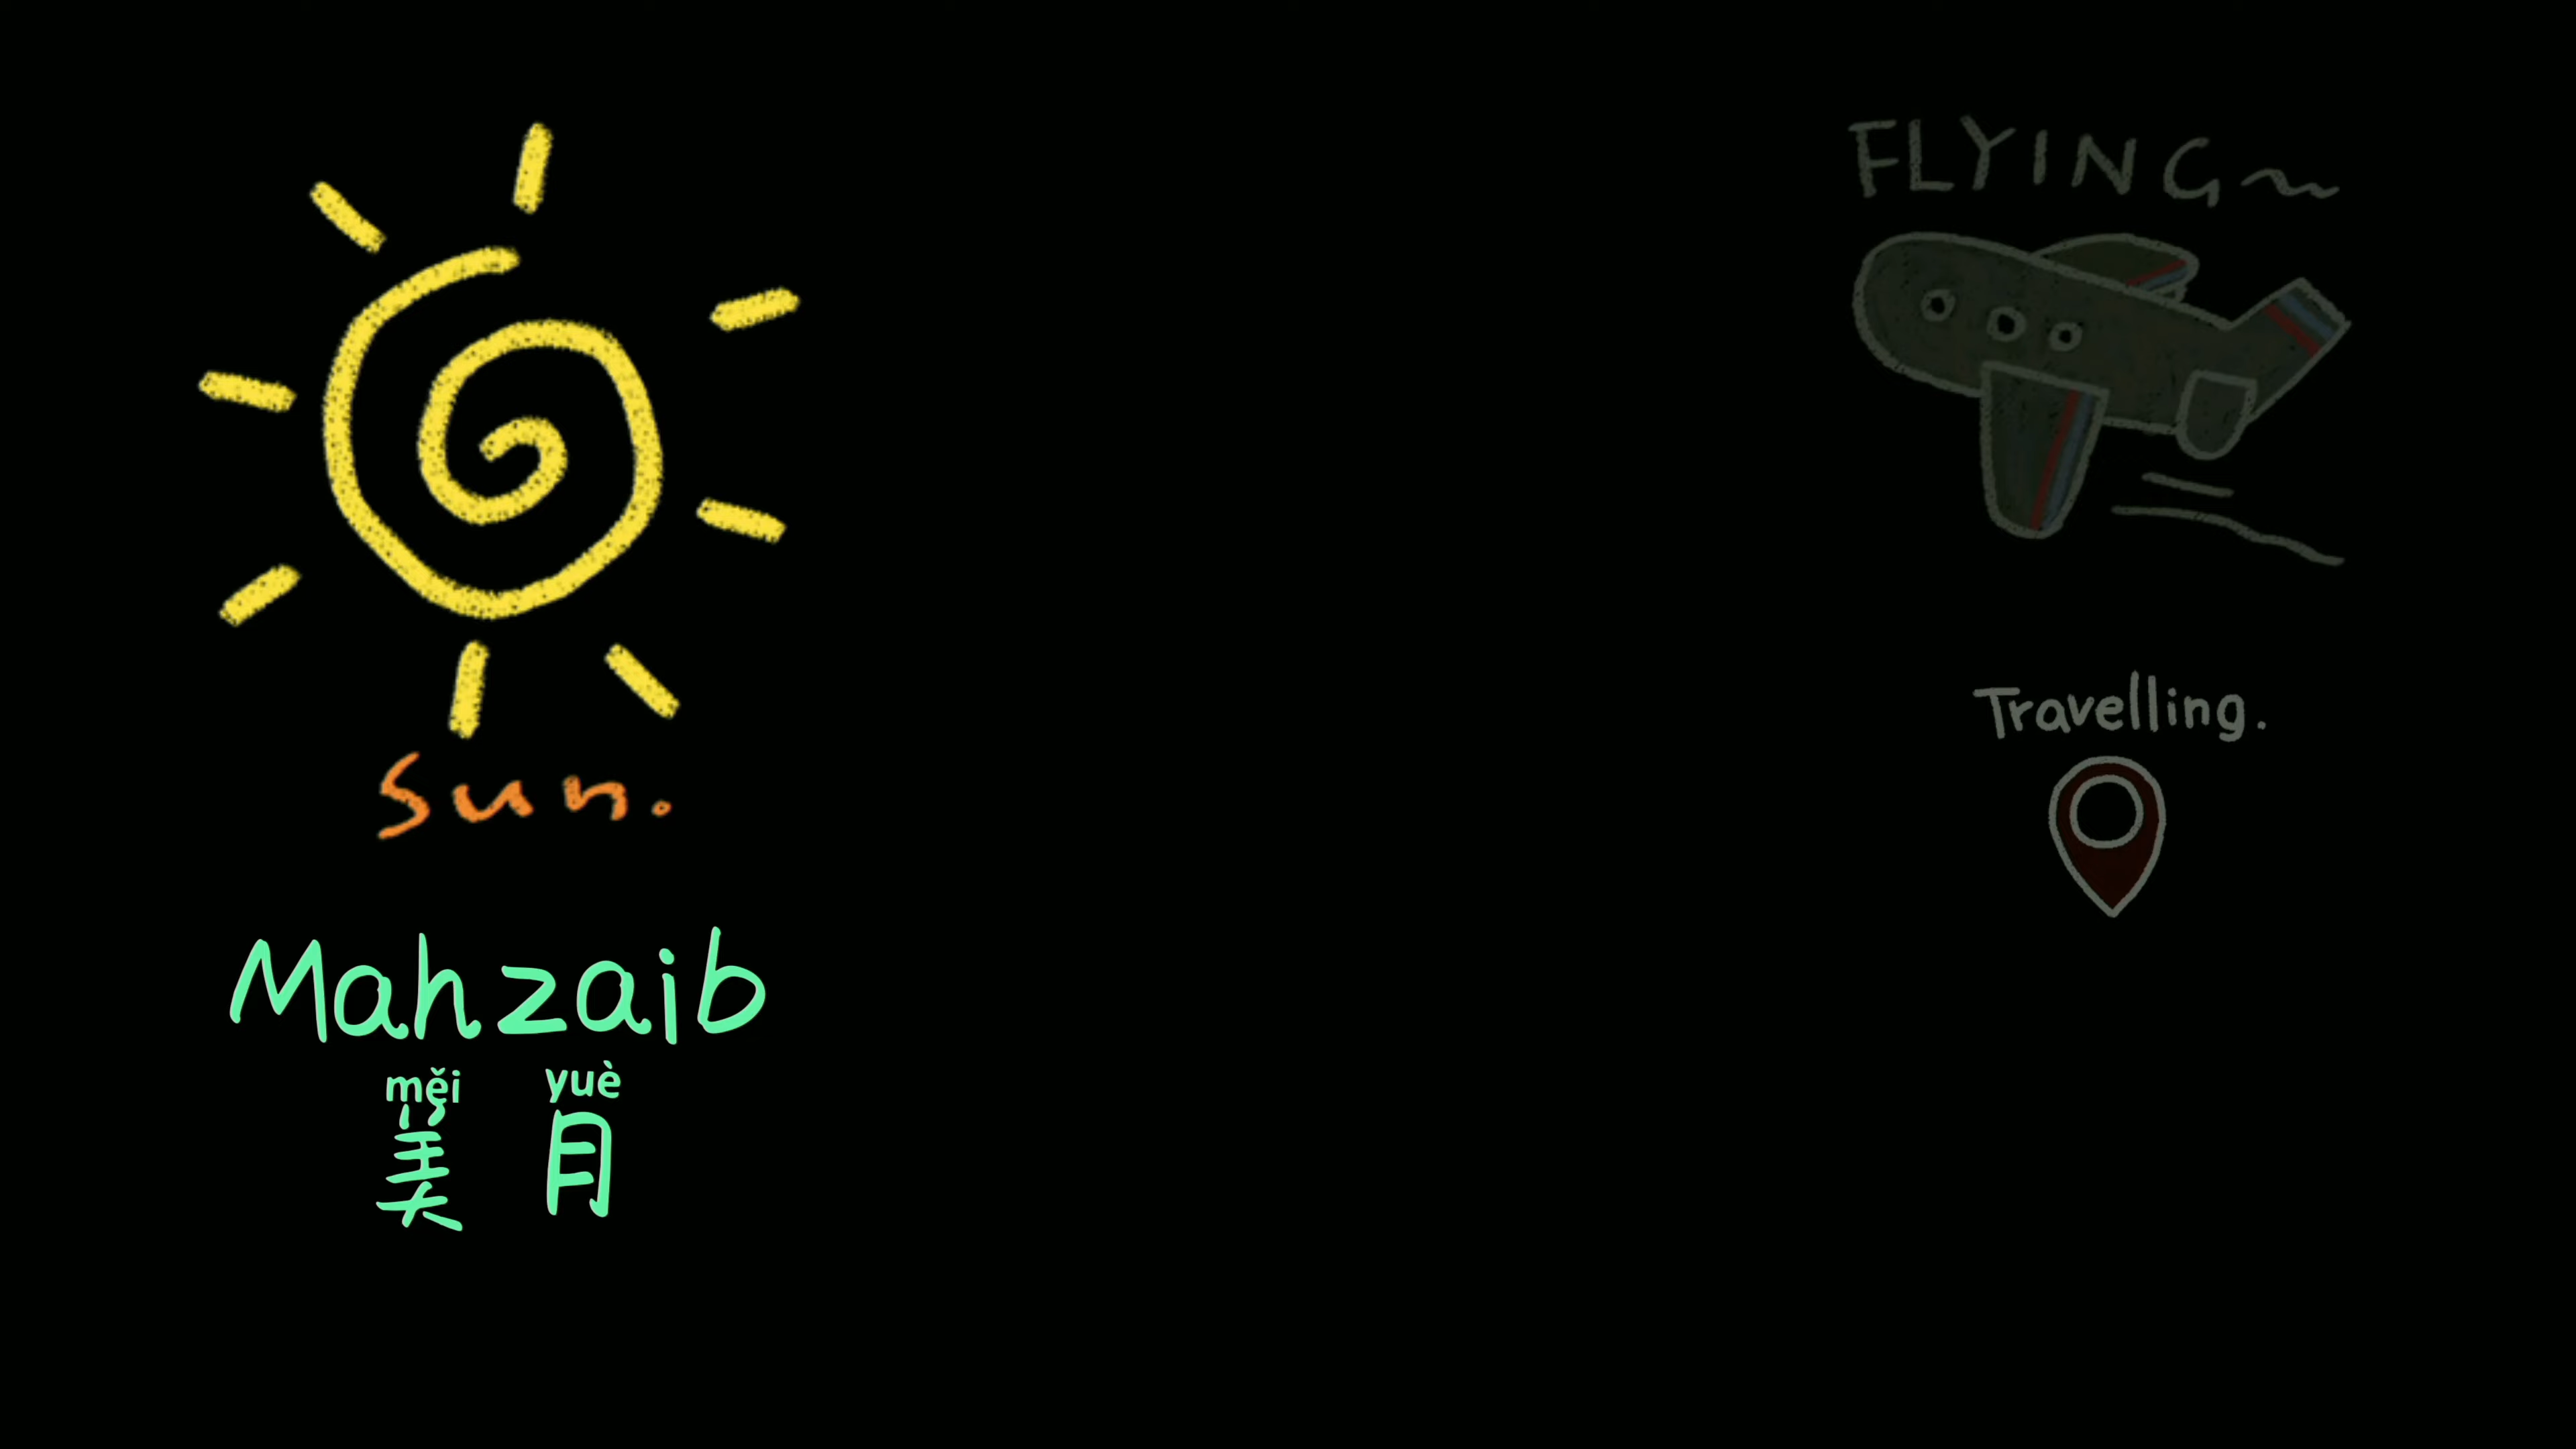 Sun.
Mahzaib
měi yuè
美 月
FLYING~
Travelling.